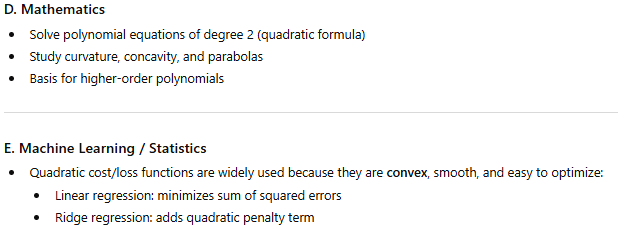 D. Mathematics
• Solve polynomial equations of degree 2 (quadratic formula)
• Study curvature, concavity, and parabolas
• Basis for higher-order polynomials
E. Machine Learning / Statistics
• Quadratic cost/loss functions are widely used because they are convex, smooth, and easy to optimize:
• Linear regression: minimizes sum of squared errors
• Ridge regression: adds quadratic penalty term